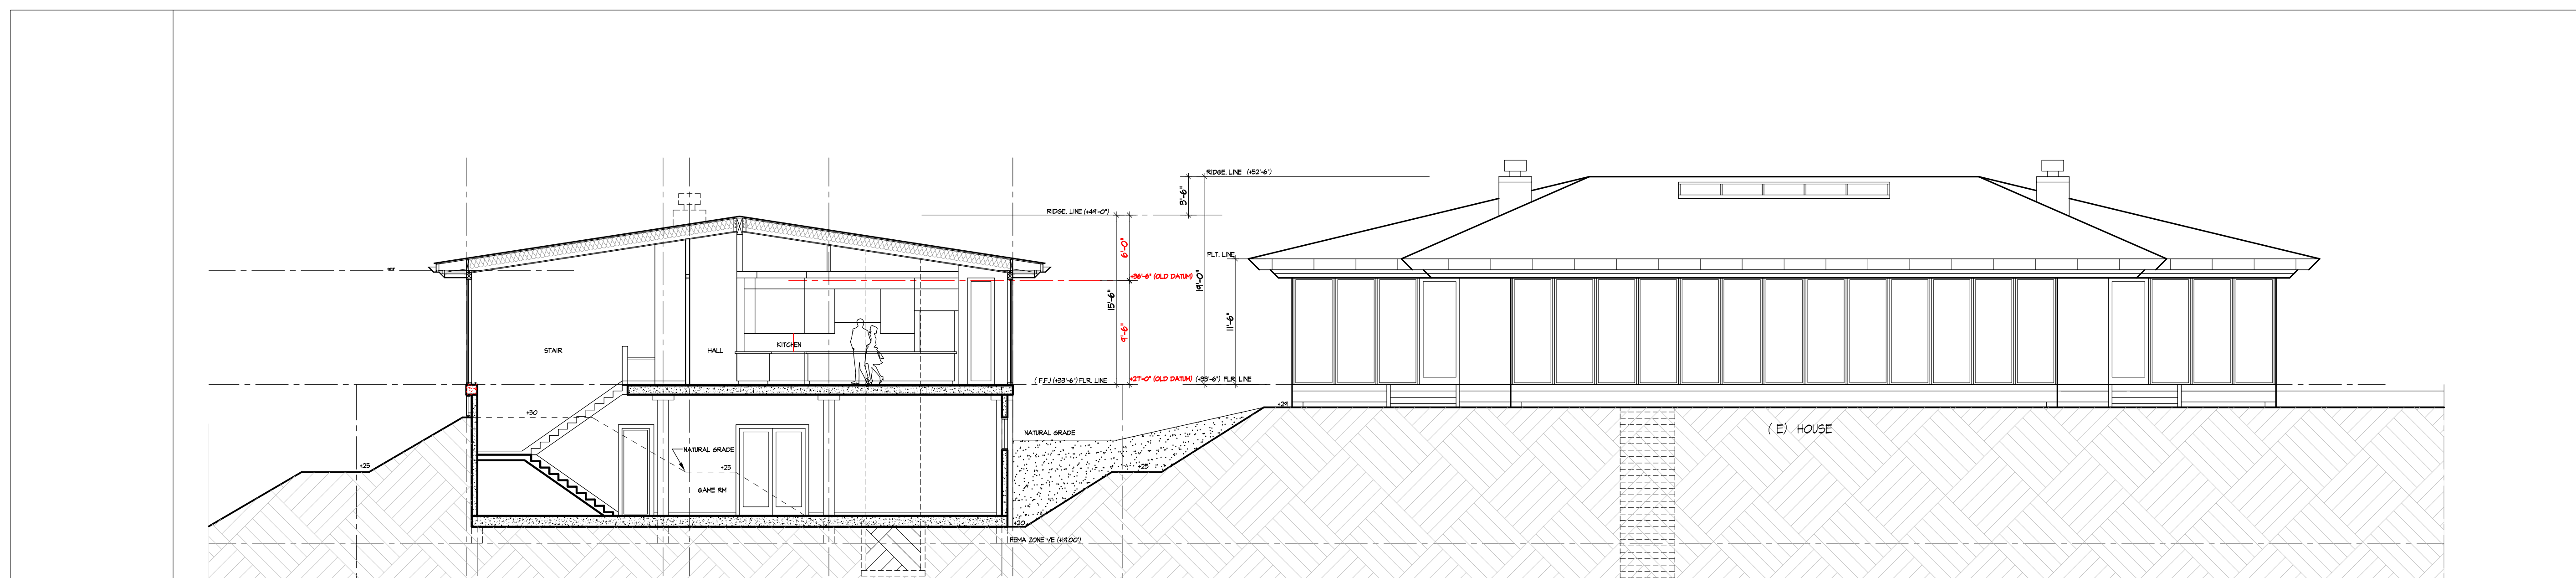 RIDGE. LINE (+52'-6")
3'-6"
RIDGE. LINE (+49'-0")
6'-0"
PLT. LINE
+36'-6" (OLD DATUM)
19'-0"
15'-6"
11'-6"
9'-6"
STAIR
HALL
KITCHEN
( F.F.) (+33'-6") FLR. LINE
+27'-0" (OLD DATUM)
(+33'-6") FLR. LINE
+30
+29
NATURAL GRADE
( E) HOUSE
NATURAL GRADE
+25
+25
+25
GAME RM
+20
FEMA ZONE VE (+19.00')